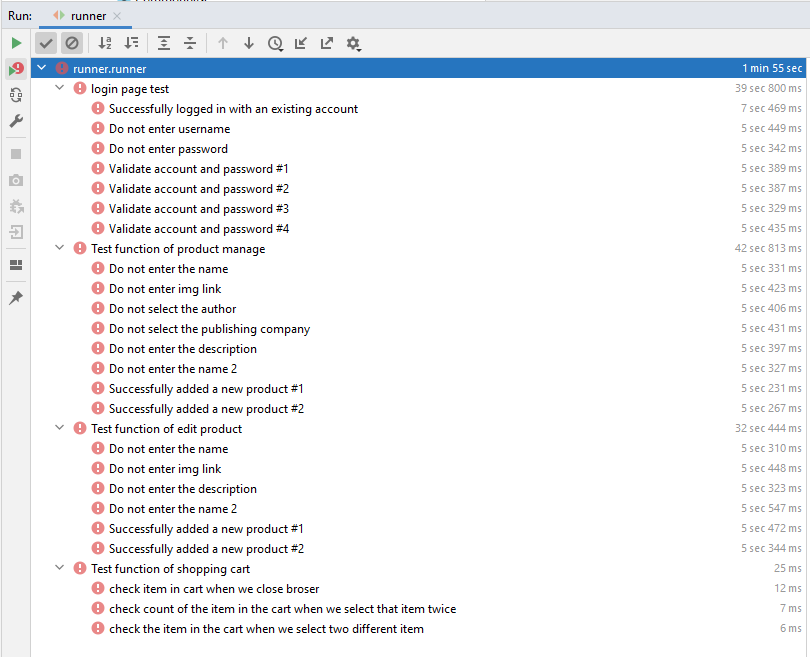 Run: runner
runner.runner 1 min 55 sec
login page test 39 sec 800 ms
Successfully logged in with an existing account 7 sec 469 ms
Do not enter username 5 sec 449 ms
Do not enter password 5 sec 342 ms
Validate account and password #1 5 sec 389 ms
Validate account and password #2 5 sec 387 ms
Validate account and password #3 5 sec 329 ms
Validate account and password #4 5 sec 435 ms
Test function of product manage 42 sec 813 ms
Do not enter the name 5 sec 331 ms
Do not enter img link 5 sec 423 ms
Do not select the author 5 sec 406 ms
Do not select the publishing company 5 sec 431 ms
Do not enter the description 5 sec 397 ms
Do not enter the name 2 5 sec 327 ms
Successfully added a new product #1 5 sec 231 ms
Successfully added a new product #2 5 sec 267 ms
Test function of edit product 32 sec 444 ms
Do not enter the name 5 sec 310 ms
Do not enter img link 5 sec 448 ms
Do not enter the description 5 sec 323 ms
Do not enter the name 2 5 sec 547 ms
Successfully added a new product #1 5 sec 472 ms
Successfully added a new product #2 5 sec 344 ms
Test function of shopping cart 25 ms
check item in cart when we close broser 12 ms
check count of the item in the cart when we select that item twice 7 ms
check the item in the cart when we select two different item 6 ms